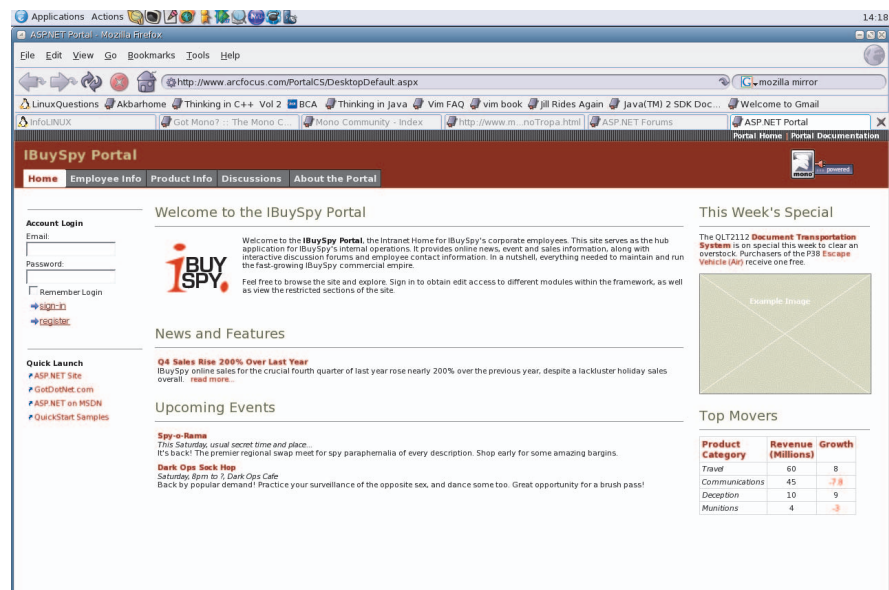 Applications Actions 14:18
ASP.NET Portal - Mozilla Firefox
File Edit View Go Bookmarks Tools Help
http://www.arcfocus.com/PortalCS/DesktopDefault.aspx G mozilla mirror
LinuxQuestions Akbarhome Thinking in C++ Vol 2 BCA Thinking in Java Vim FAQ vim book Jill Rides Again Java(TM) 2 SDK Doc... Welcome to Gmail
InfoLINUX Got Mono? :: The Mono C... Mono Community - Index http://www.m...noTropa.html ASP.NET Forums ASP.NET Portal
Portal Home | Portal Documentation
IBuySpy Portal
mono powered
Home Employee Info Product Info Discussions About the Portal
Account Login
Email:
Password:
Remember Login
sign-in
register
Quick Launch
ASP.NET Site
GotDotNet.com
ASP.NET on MSDN
QuickStart Samples
Welcome to the IBuySpy Portal
I BUY
SPY.
Welcome to the IBuySpy Portal, the Intranet Home for IBuySpy's corporate employees. This site serves as the hub
application for IBuySpy's internal operations. It provides online news, event and sales information, along with
interactive discussion forums and employee contact information. In a nutshell, everything needed to maintain and run
the fast-growing IBuySpy commercial empire.
Feel free to browse the site and explore. Sign in to obtain edit access to different modules within the framework, as well
as view the restricted sections of the site.
News and Features
Q4 Sales Rise 200% Over Last Year
IBuySpy online sales for the crucial fourth quarter of last year rose nearly 200% over the previous year, despite a lackluster holiday sales
overall. read more...
Upcoming Events
Spy-o-Rama
This Saturday, usual secret time and place...
It's back! The premier regional swap meet for spy paraphernalia of every description. Shop early for some amazing bargins.
Dark Ops Sock Hop
Saturday, 8pm to ?, Dark Ops Cafe
Back by popular demand! Practice your surveillance of the opposite sex, and dance some too. Great opportunity for a brush pass!
This Week's Special
The QLT2112 Document Transportation
System is on special this week to clear an
overstock. Purchasers of the P38 Escape
Vehicle (Air) receive one free.
Example Image
Top Movers
Product Category Revenue (Millions) Growth
Travel 60 8
Communications 45 -7.8
Deception 10 9
Munitions 4 -3